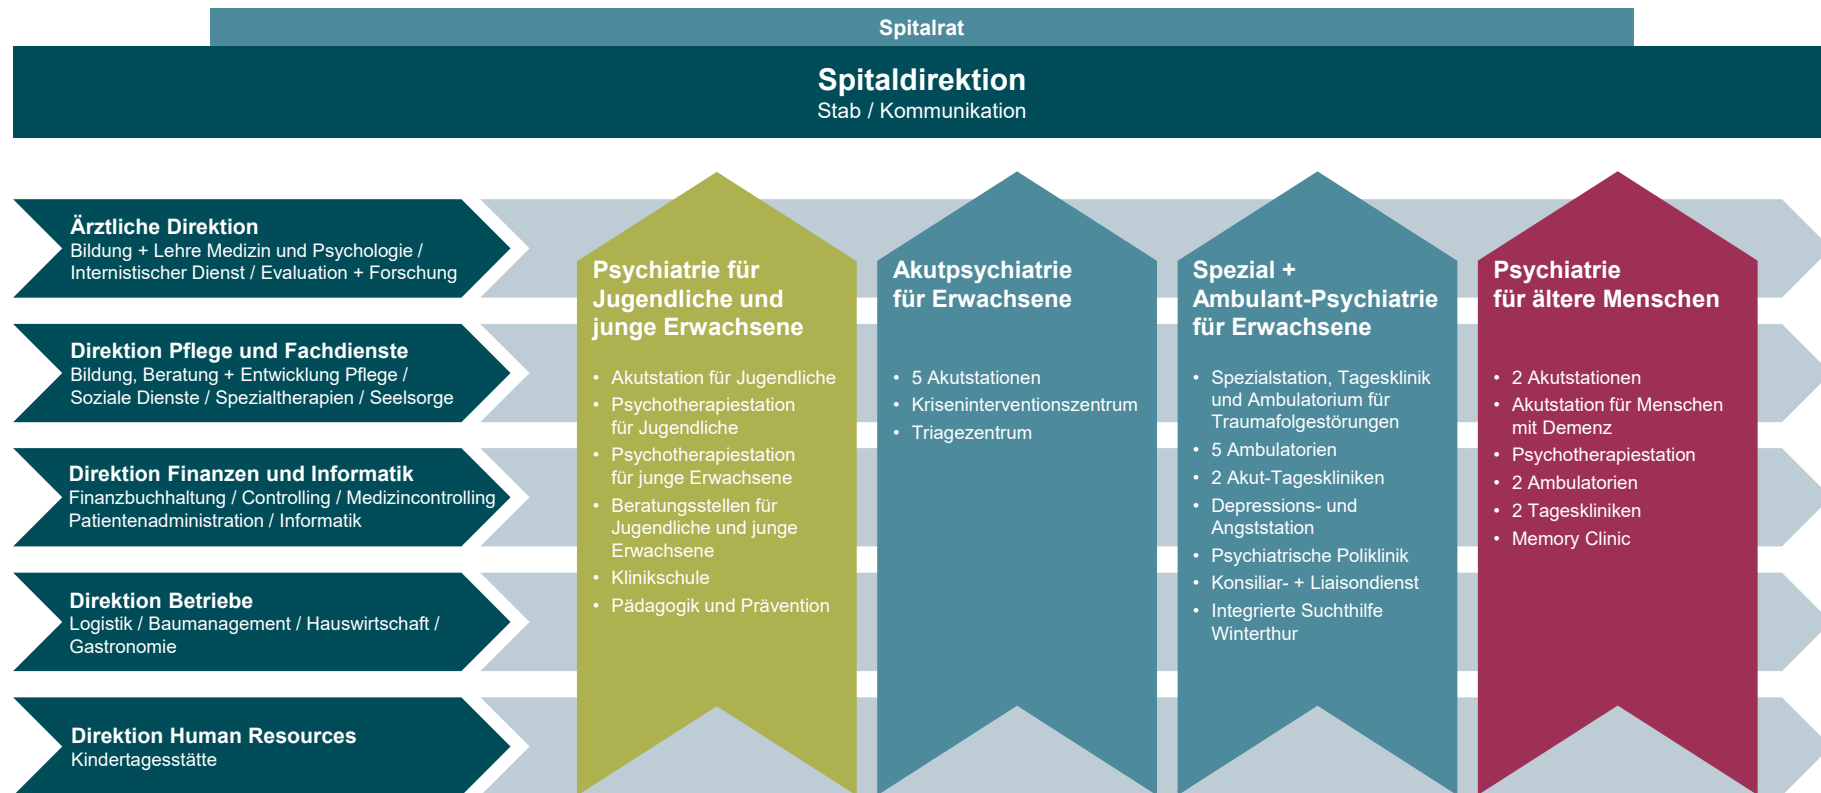 Spitalrat
Spitaldirektion
Stab / Kommunikation
Ärztliche Direktion
Bildung + Lehre Medizin und Psychologie /
Internistischer Dienst / Evaluation + Forschung
Direktion Pflege und Fachdienste
Bildung, Beratung + Entwicklung Pflege /
Soziale Dienste / Spezialtherapien / Seelsorge
Direktion Finanzen und Informatik
Finanzbuchhaltung / Controlling / Medizincontrolling
Patientenadministration / Informatik
Direktion Betriebe
Logistik / Baumanagement / Hauswirtschaft /
Gastronomie
Direktion Human Resources
Kindertagesstätte
Psychiatrie für
Jugendliche und
junge Erwachsene
• Akutstation für Jugendliche
• Psychotherapiestation
für Jugendliche
• Psychotherapiestation
für junge Erwachsene
• Beratungsstellen für
Jugendliche und junge
Erwachsene
• Klinikschule
• Pädagogik und Prävention
Akutpsychiatrie
für Erwachsene
• 5 Akutstationen
• Kriseninterventionszentrum
• Triagezentrum
Spezial +
Ambulant-Psychiatrie
für Erwachsene
• Spezialstation, Tagesklinik
und Ambulatorium für
Traumafolgestörungen
• 5 Ambulatorien
• 2 Akut-Tageskliniken
• Depressions- und
Angststation
• Psychiatrische Poliklinik
• Konsiliar- + Liaisondienst
• Integrierte Suchthilfe
Winterthur
Psychiatrie
für ältere Menschen
• 2 Akutstationen
• Akutstation für Menschen
mit Demenz
• Psychotherapiestation
• 2 Ambulatorien
• 2 Tageskliniken
• Memory Clinic